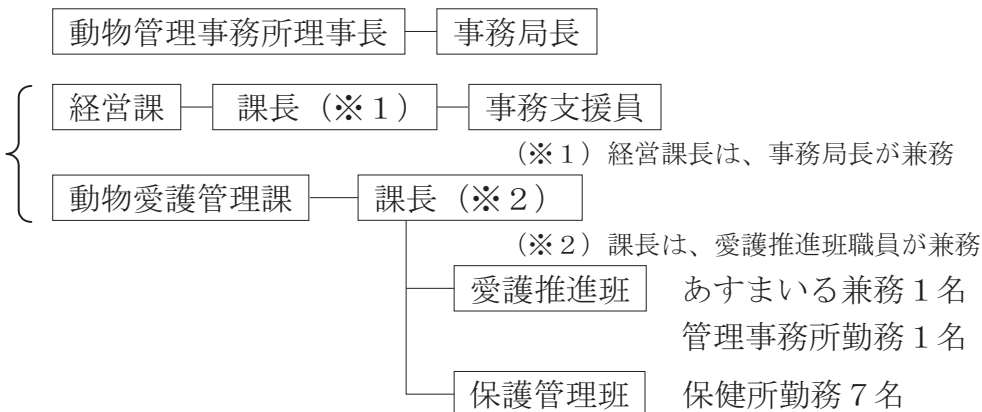 動物管理事務所理事長 事務局長
経営課 課長（※１） 事務支援員
（※１）経営課長は、事務局長が兼務
動物愛護管理課 課長（※２）
（※２）課長は、愛護推進班職員が兼務
愛護推進班 あすまいる兼務１名
管理事務所勤務１名
保護管理班 保健所勤務７名